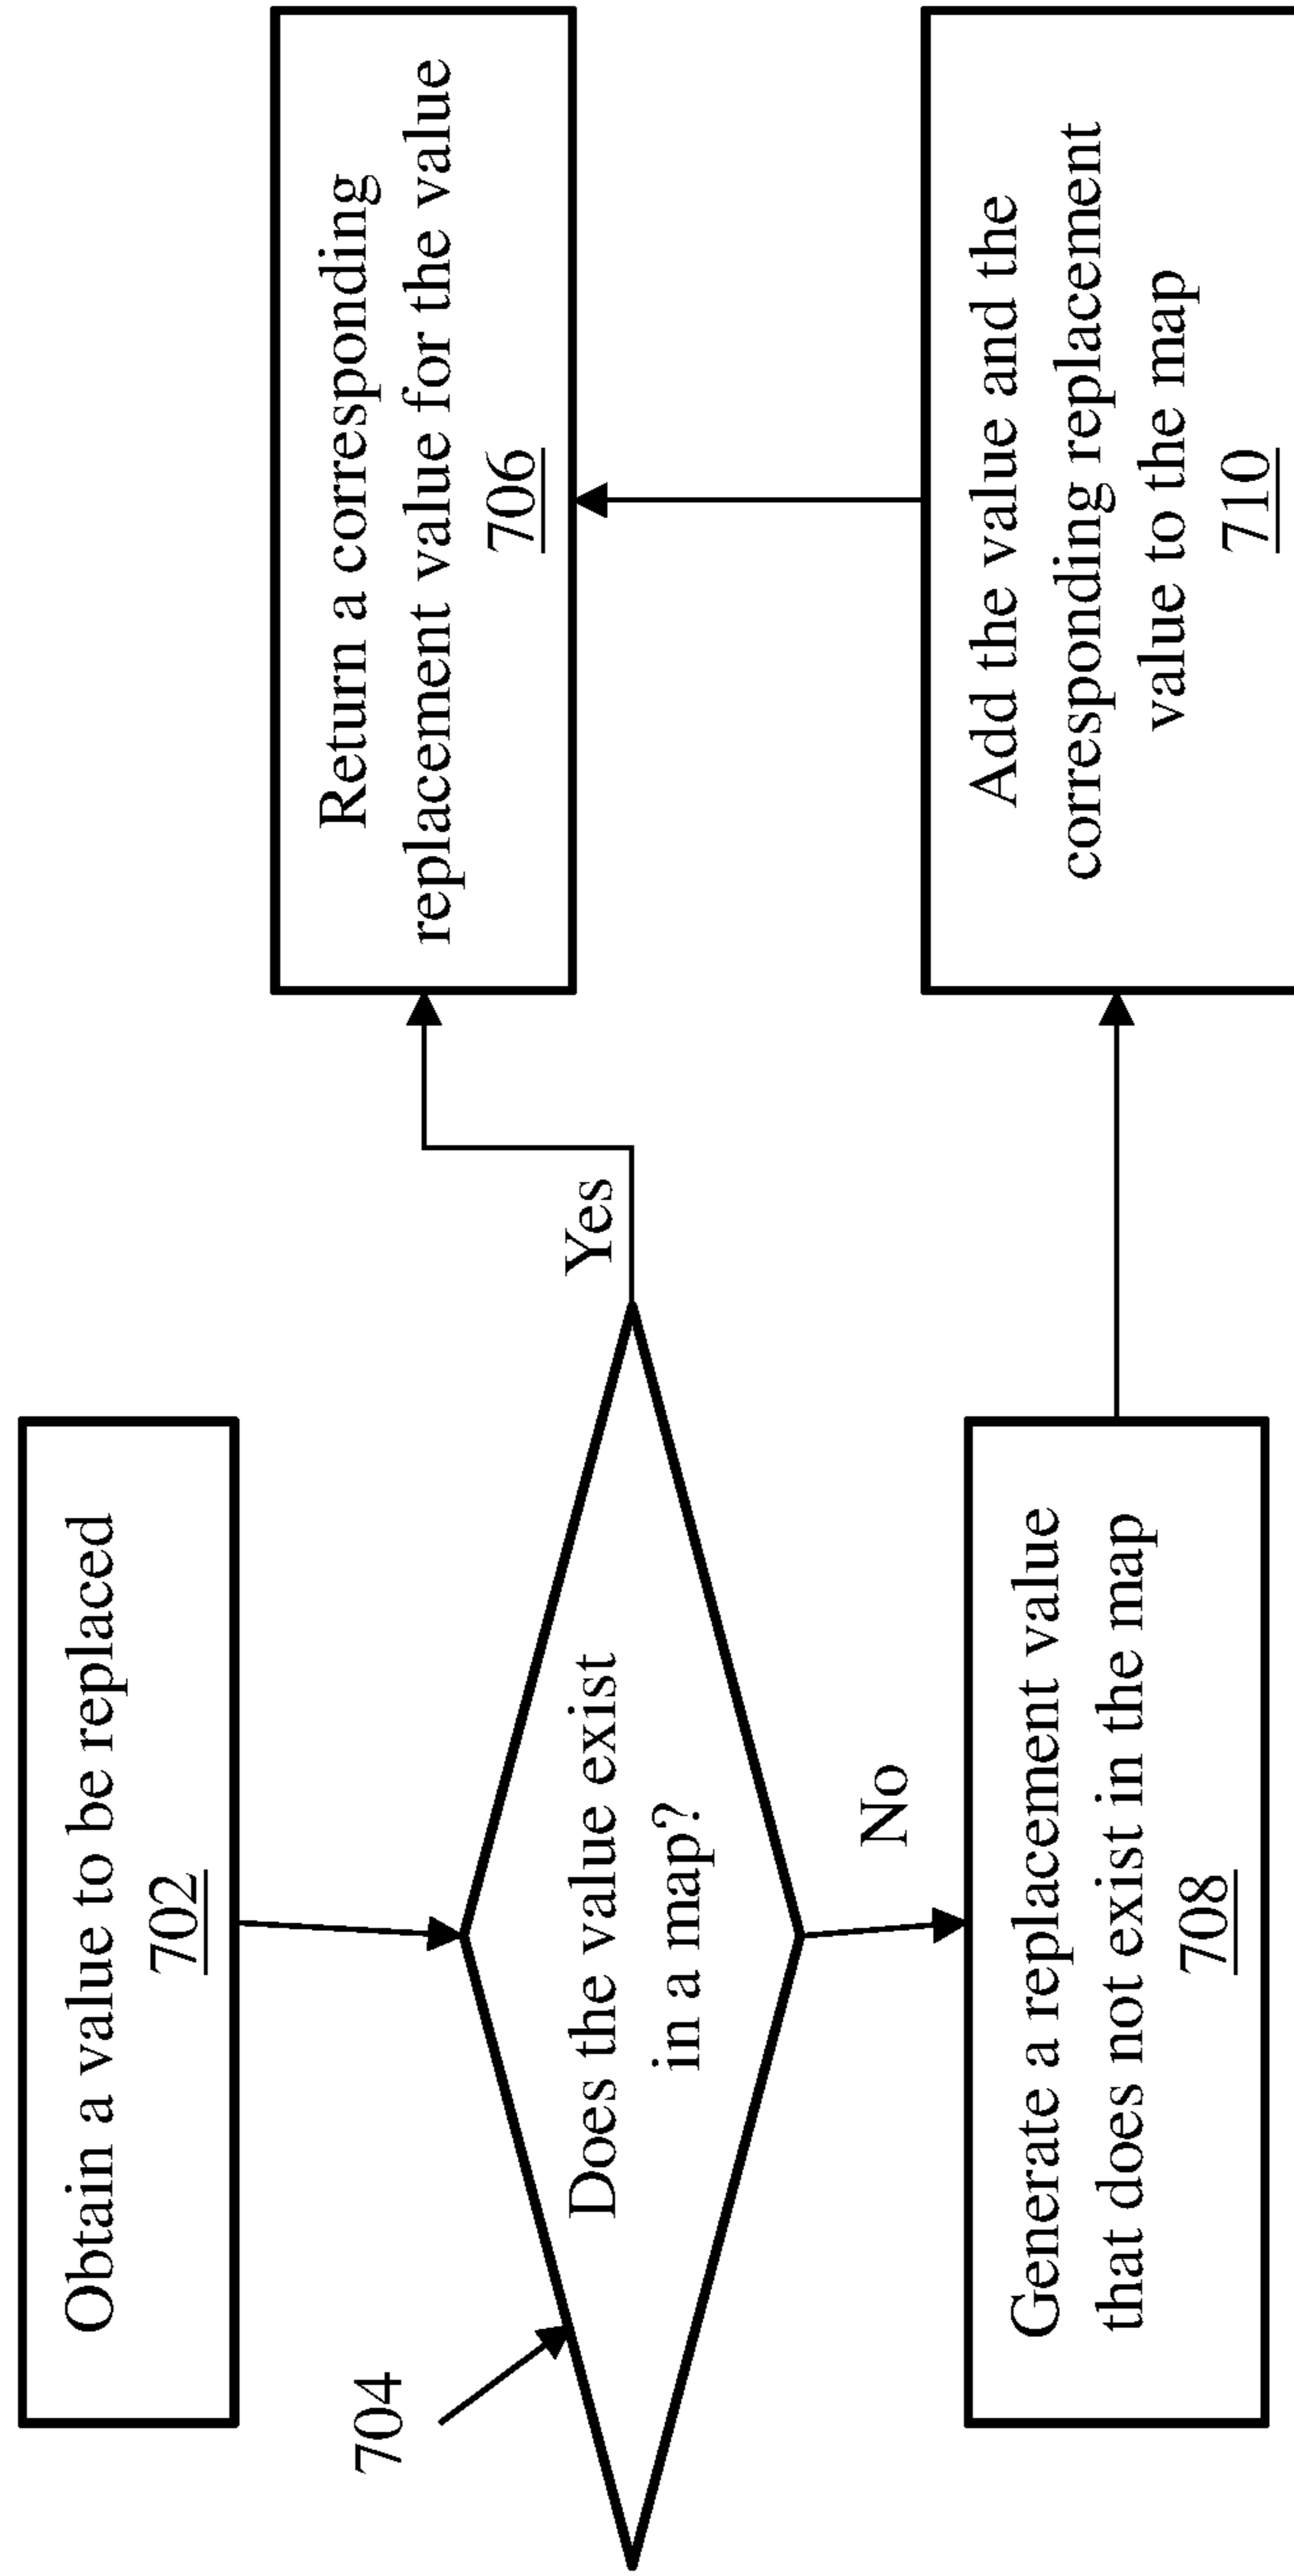 Obtain a value to be replaced
702
704
Does the value exist
in a map?
Yes
No
Return a corresponding
replacement value for the value
706
Generate a replacement value
that does not exist in the map
708
Add the value and the
corresponding replacement
value to the map
710